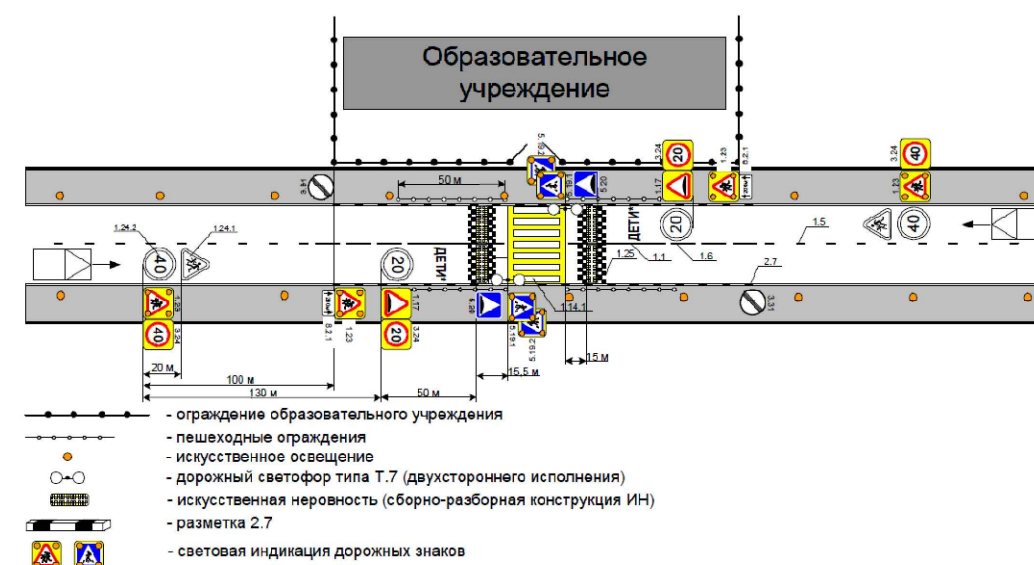 Образовательное
учреждение
5.19.2
3.24
20
1.23
8.2.1
3.24
40
50 м
5.19.1
5.20
1.17
1.23
1.24.2
1.24.1
ДЕТИ*
20
1.5
40
40
20
ДЕТИ*
1.25
1.1
1.6
2.7
1.23
1.17
5.20
1.14.1
3.31
40
3.24
8.2.1
1.23
20
3.24
5.19.1
5.19.2
20 м
15,5 м
15 м
100 м
130 м
50 м
- ограждение образовательного учреждения
- пешеходные ограждения
- искусственное освещение
- дорожный светофор типа Т.7 (двухстороннего исполнения)
- искусственная неровность (сборно-разборная конструкция ИН)
- разметка 2.7
- световая индикация дорожных знаков